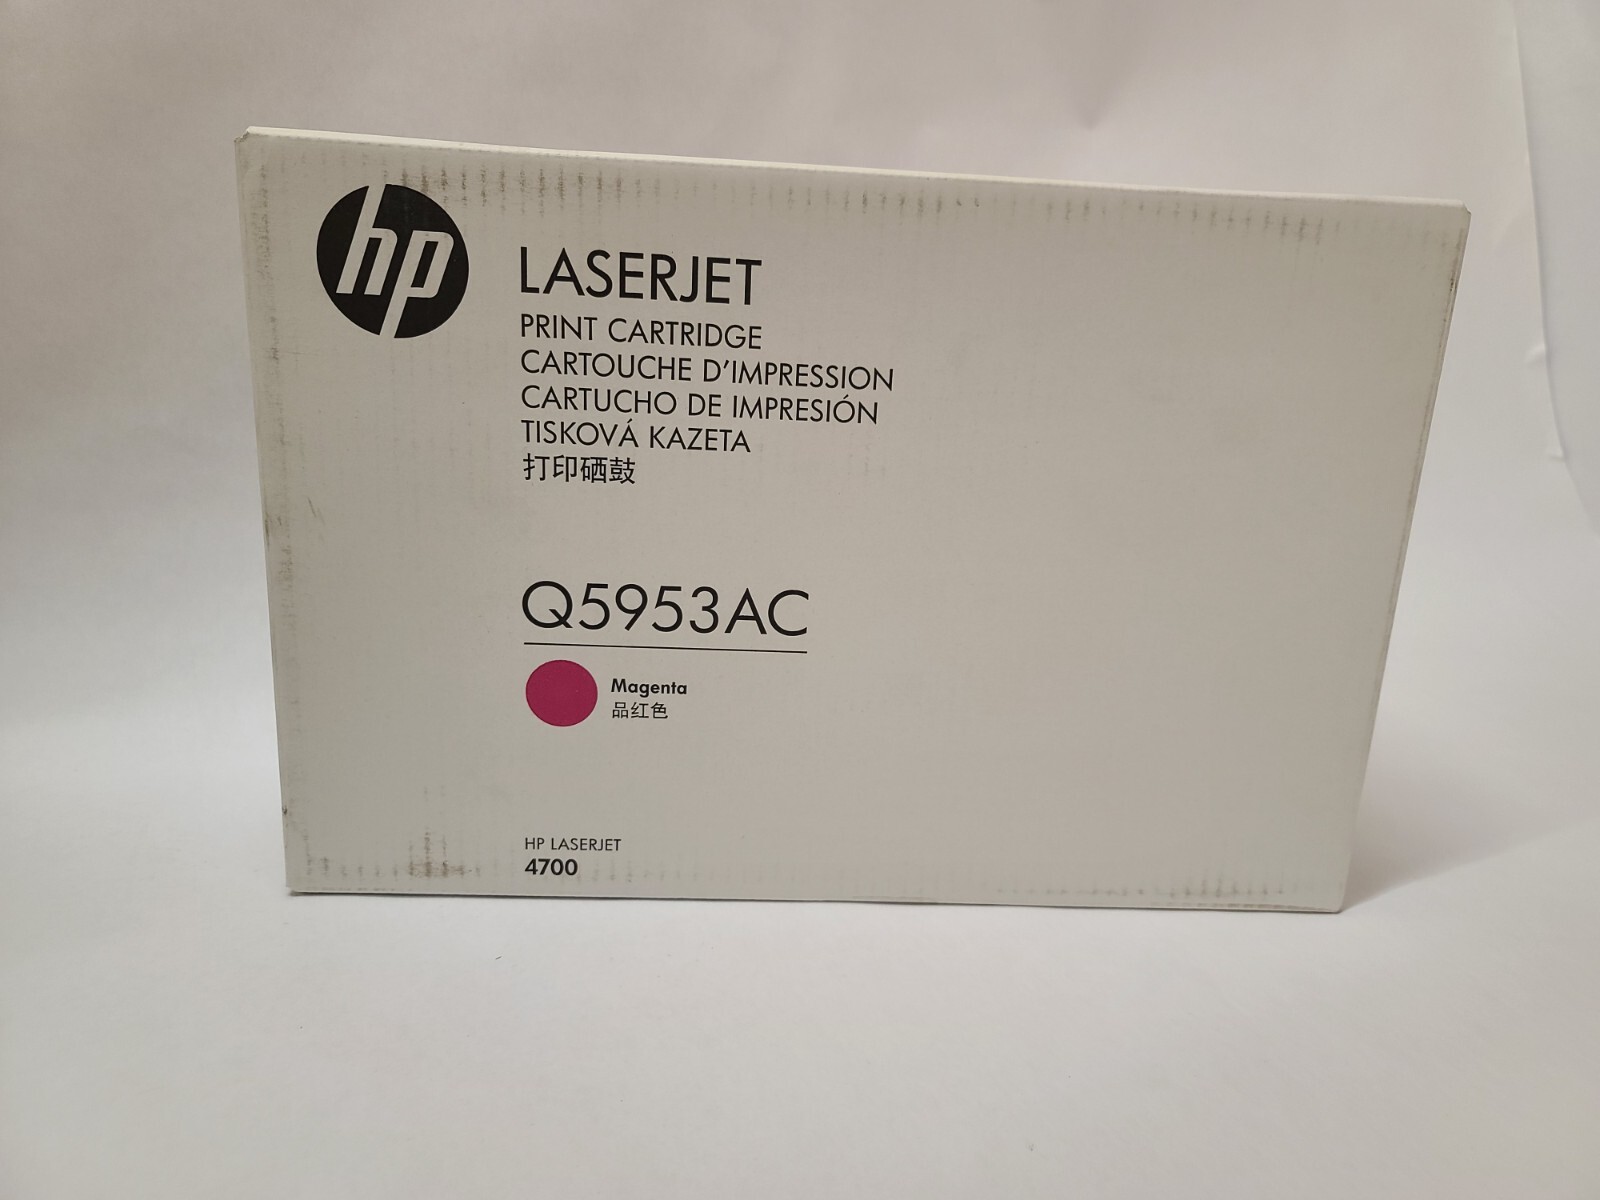 hp
LASERJET
PRINT CARTRIDGE
CARTOUCHE D'IMPRESSION
CARTUCHO DE IMPRESIÓN
TISKOVÁ KAZETA
打印硒鼓
Q5953AC
Magenta
品红色
HP LASERJET
4700